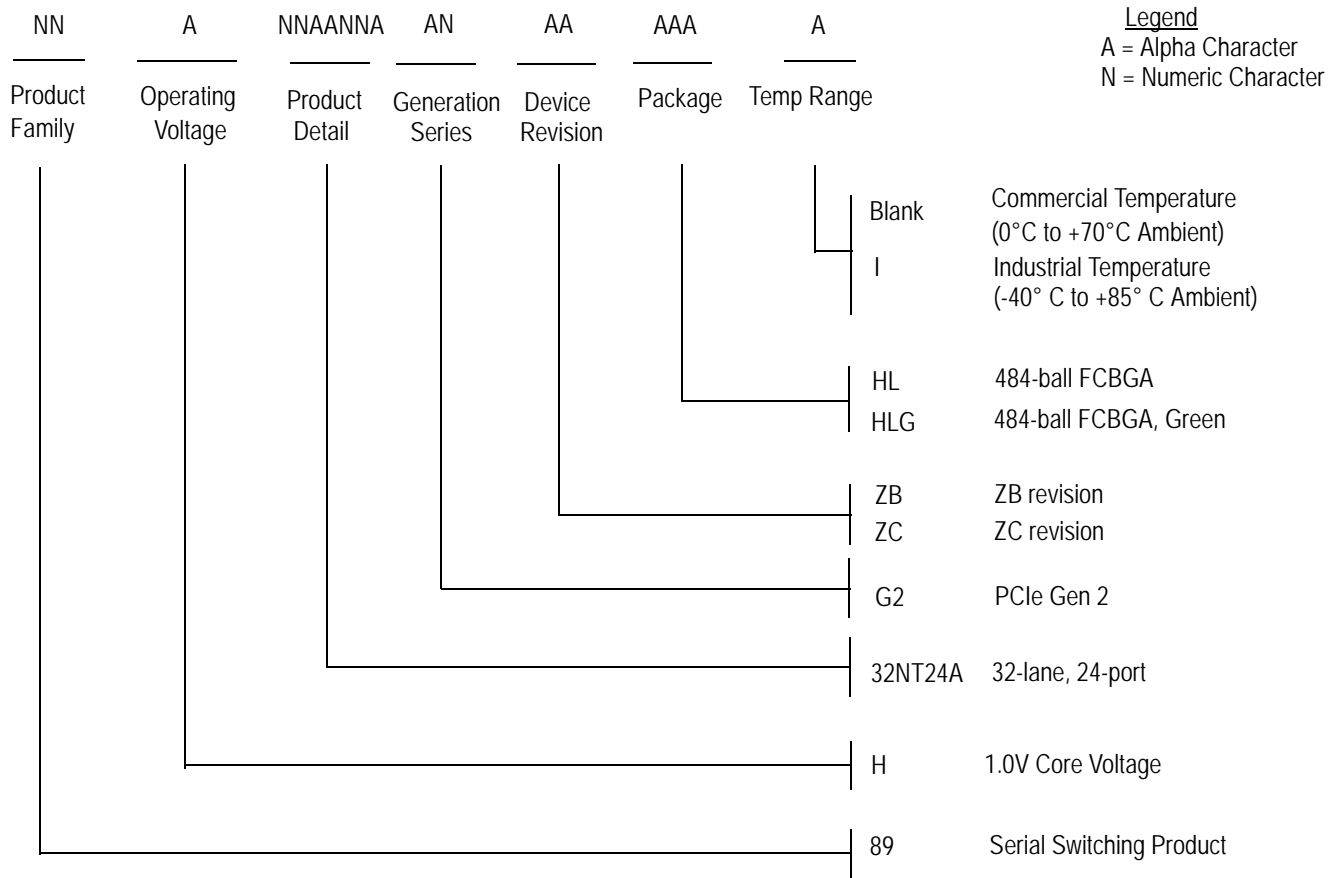 NN A NNAANNA AN AA AAA A
Legend
A = Alpha Character
N = Numeric Character
Product Family
Operating Voltage
Product Detail
Generation Series
Device Revision
Package
Temp Range
Blank Commercial Temperature
(0°C to +70°C Ambient)
I Industrial Temperature
(-40° C to +85° C Ambient)
HL 484-ball FCBGA
HLG 484-ball FCBGA, Green
ZB ZB revision
ZC ZC revision
G2 PCIe Gen 2
32NT24A 32-lane, 24-port
H 1.0V Core Voltage
89 Serial Switching Product